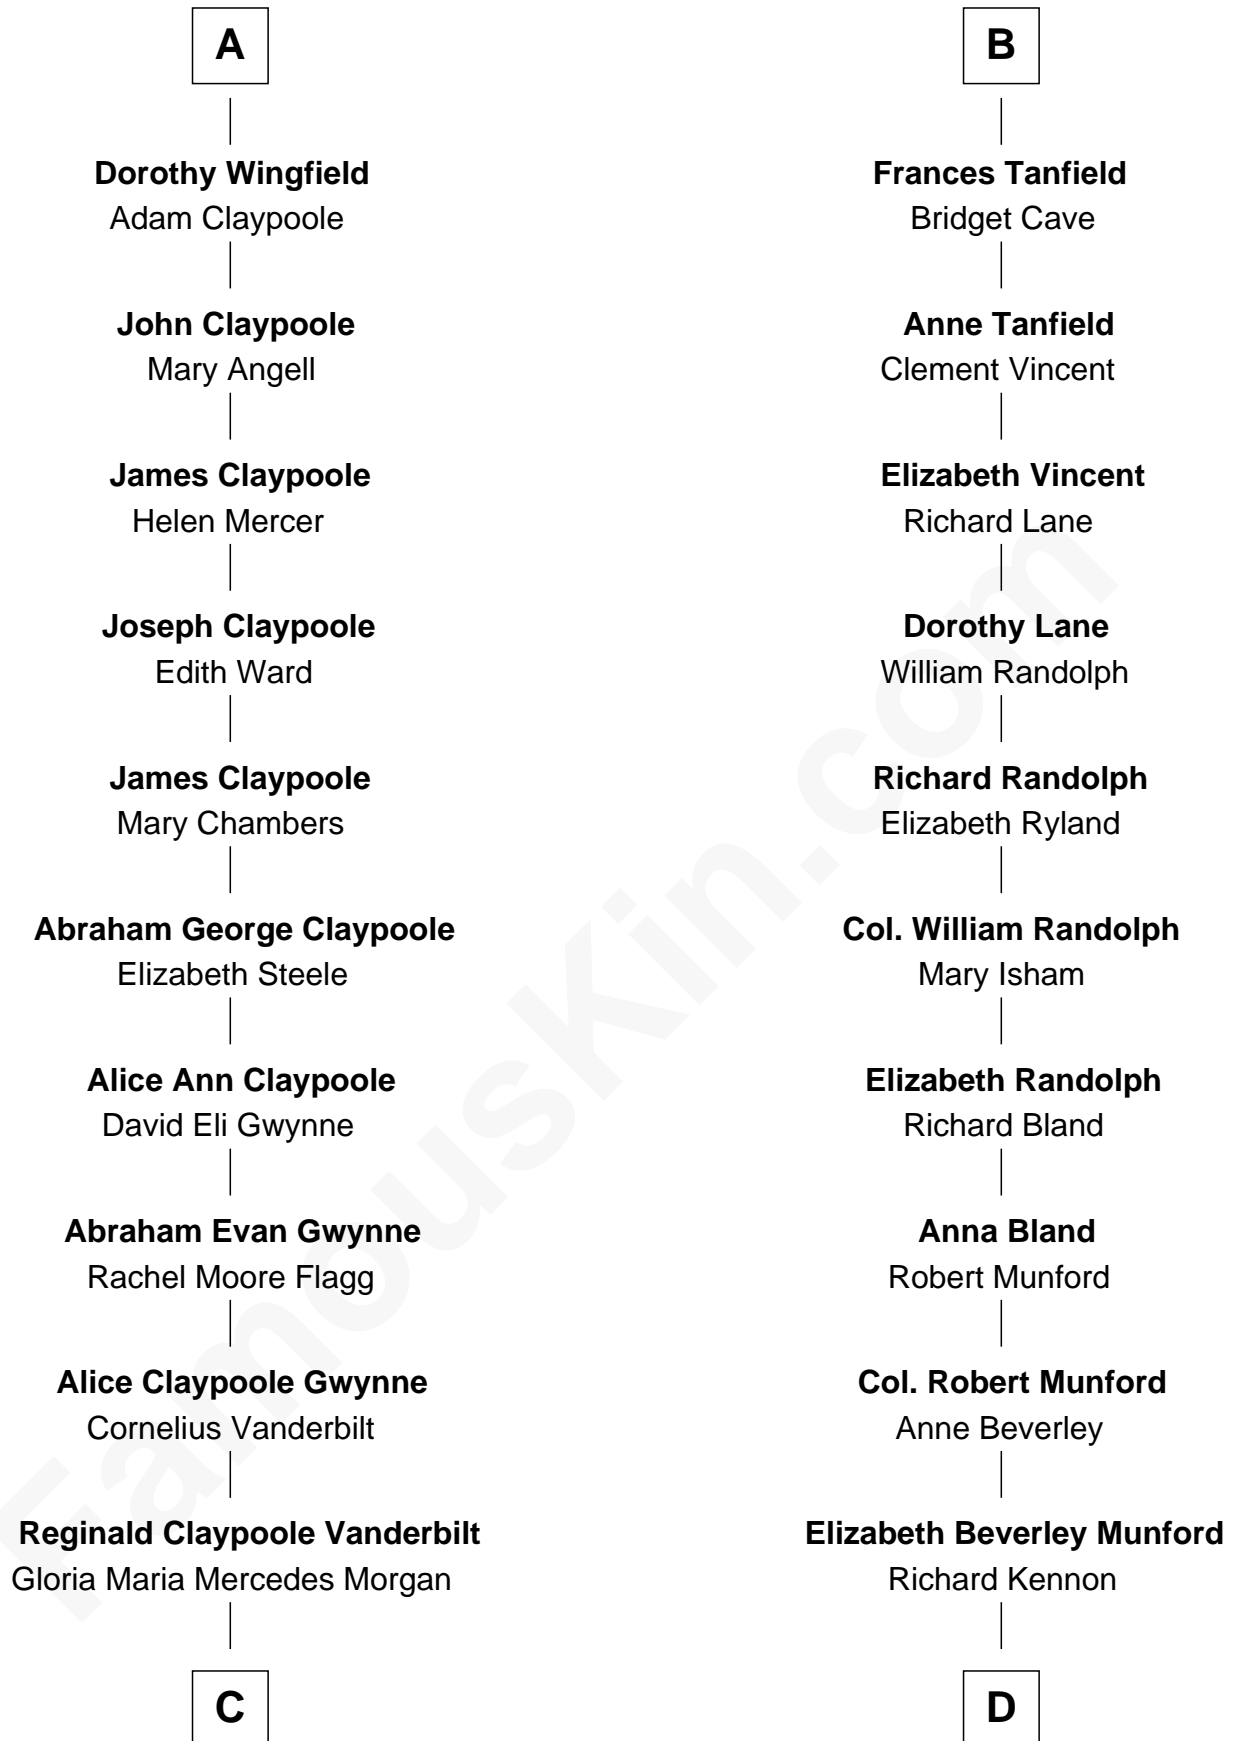 A
Dorothy Wingfield
Adam Claypoole
John Claypoole
Mary Angell
James Claypoole
Helen Mercer
Joseph Claypoole
Edith Ward
James Claypoole
Mary Chambers
Abraham George Claypoole
Elizabeth Steele
Alice Ann Claypoole
David Eli Gwynne
Abraham Evan Gwynne
Rachel Moore Flagg
Alice Claypoole Gwynne
Cornelius Vanderbilt
Reginald Claypoole Vanderbilt
Gloria Maria Mercedes Morgan
C
B
Frances Tanfield
Bridget Cave
Anne Tanfield
Clement Vincent
Elizabeth Vincent
Richard Lane
Dorothy Lane
William Randolph
Richard Randolph
Elizabeth Ryland
Col. William Randolph
Mary Isham
Elizabeth Randolph
Richard Bland
Anna Bland
Robert Munford
Col. Robert Munford
Anne Beverley
Elizabeth Beverley Munford
Richard Kennon
D
FamousKin.com